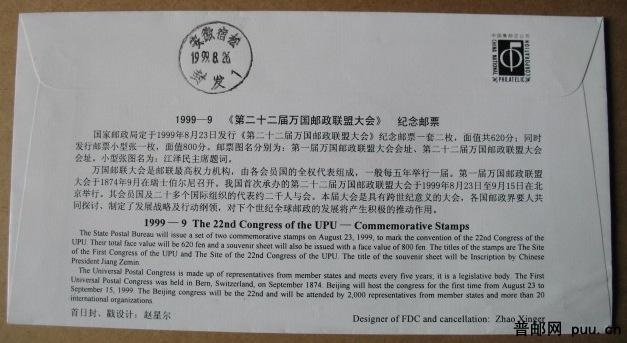 中国集邮总公司
CHINA NATIONAL
PHILATELIC
CORPORATION
安徽宿松
1999.8.26
1
1999—9 《第二十二届万国邮政联盟大会》 纪念邮票
国家邮政局定于1999年8月23日发行《第二十二届万国邮政联盟大会》纪念邮票一套二枚，面值共620分；同时
发行邮票小型张一枚，面值800分。邮票图名分别为：第一届万国邮政联盟大会会址、第二十二届万国邮政联盟大会
会址。小型张图名为：江泽民主席题词。
万国邮联大会是邮联最高权力机构，由各会员国的全权代表组成，一般每五年举行一届。第一届万国邮政联盟
大会于1874年9月在瑞士伯尔尼召开。我国首次承办的第二十二届万国邮政联盟大会于1999年8月23日至9月15日在北
京举行。其会员国及二十多个国际组织的代表约二千人与会。本届大会是具有跨世纪意义的大会，各国邮政界要人共
同探讨，制定了发展战略及行动纲领，对下个世纪全球邮政的发展将产生积极的推动作用。
1999 — 9 The 22nd Congress of the UPU — Commemorative Stamps
The State Postal Bureau will issue a set of two commemorative stamps on August 23, 1999, to mark the convention of the 22nd Congress of the
UPU. Their total face value will be 620 fen and a souvenir sheet will also be issued with a face value of 800 fen. The titles of the stamps are The Site
of the First Congress of the UPU and The Site of the 22nd Congress of the UPU. The title of the souvenir sheet will be Inscription by Chinese
President Jiang Zemin.
The Universal Postal Congress is made up of representatives from member states and meets every five years; it is a legislative body. The First
Universal Postal Congress was held in Bern, Switzerland, on September 1874. Beijing will host the congress for the first time from August 23 to
September 15, 1999. The Beijing congress will be the 22nd and will be attended by 2,000 representatives from member states and more than 20
international organizations.
首日封、戳设计：赵星尔
Designer of FDC and cancellation: Zhao Xinger
普邮网 puu.cn